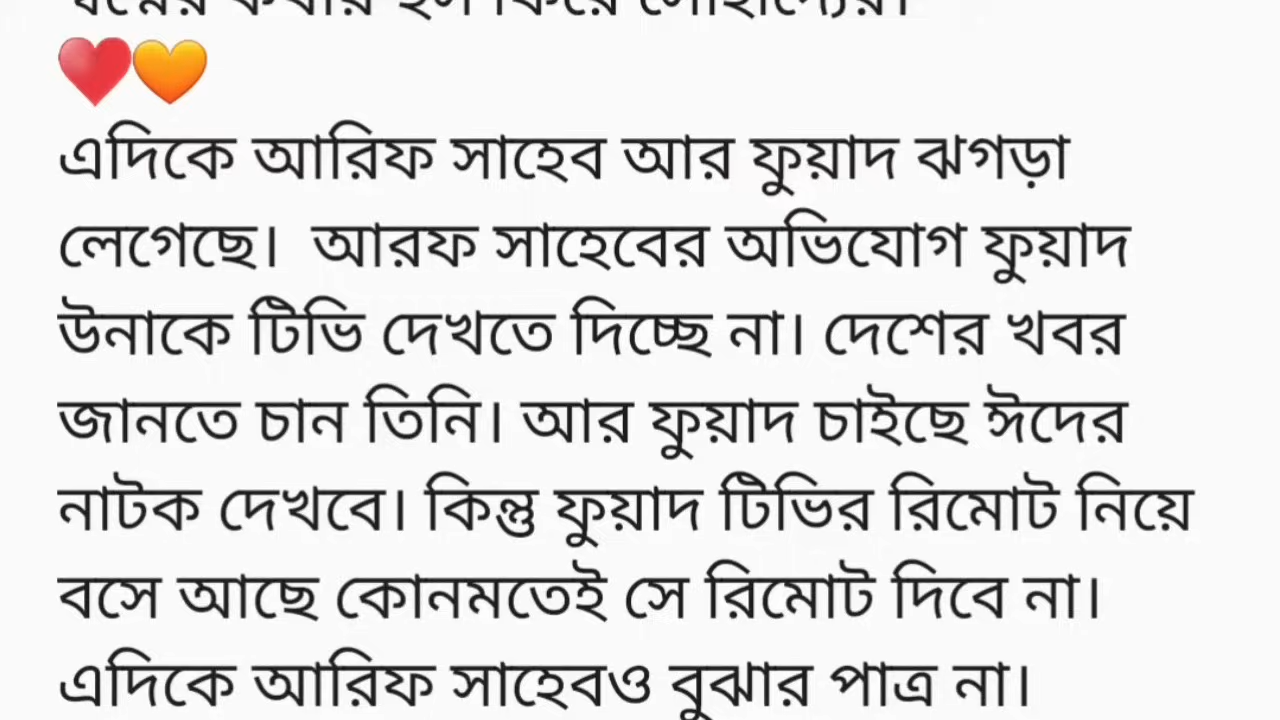 ❤️🧡
এদিকে আরিফ সাহেব আর ফুয়াদ ঝগড়া
লেগেছে।  আরফ সাহেবের অভিযোগ ফুয়াদ
উনাকে টিভি দেখতে দিচ্ছে না। দেশের খবর
জানতে চান তিনি। আর ফুয়াদ চাইছে ঈদের
নাটক দেখবে। কিন্তু ফুয়াদ টিভির রিমোট নিয়ে
বসে আছে কোনমতেই সে রিমোট দিবে না।
এদিকে আরিফ সাহেবও বুঝার পাত্র না।